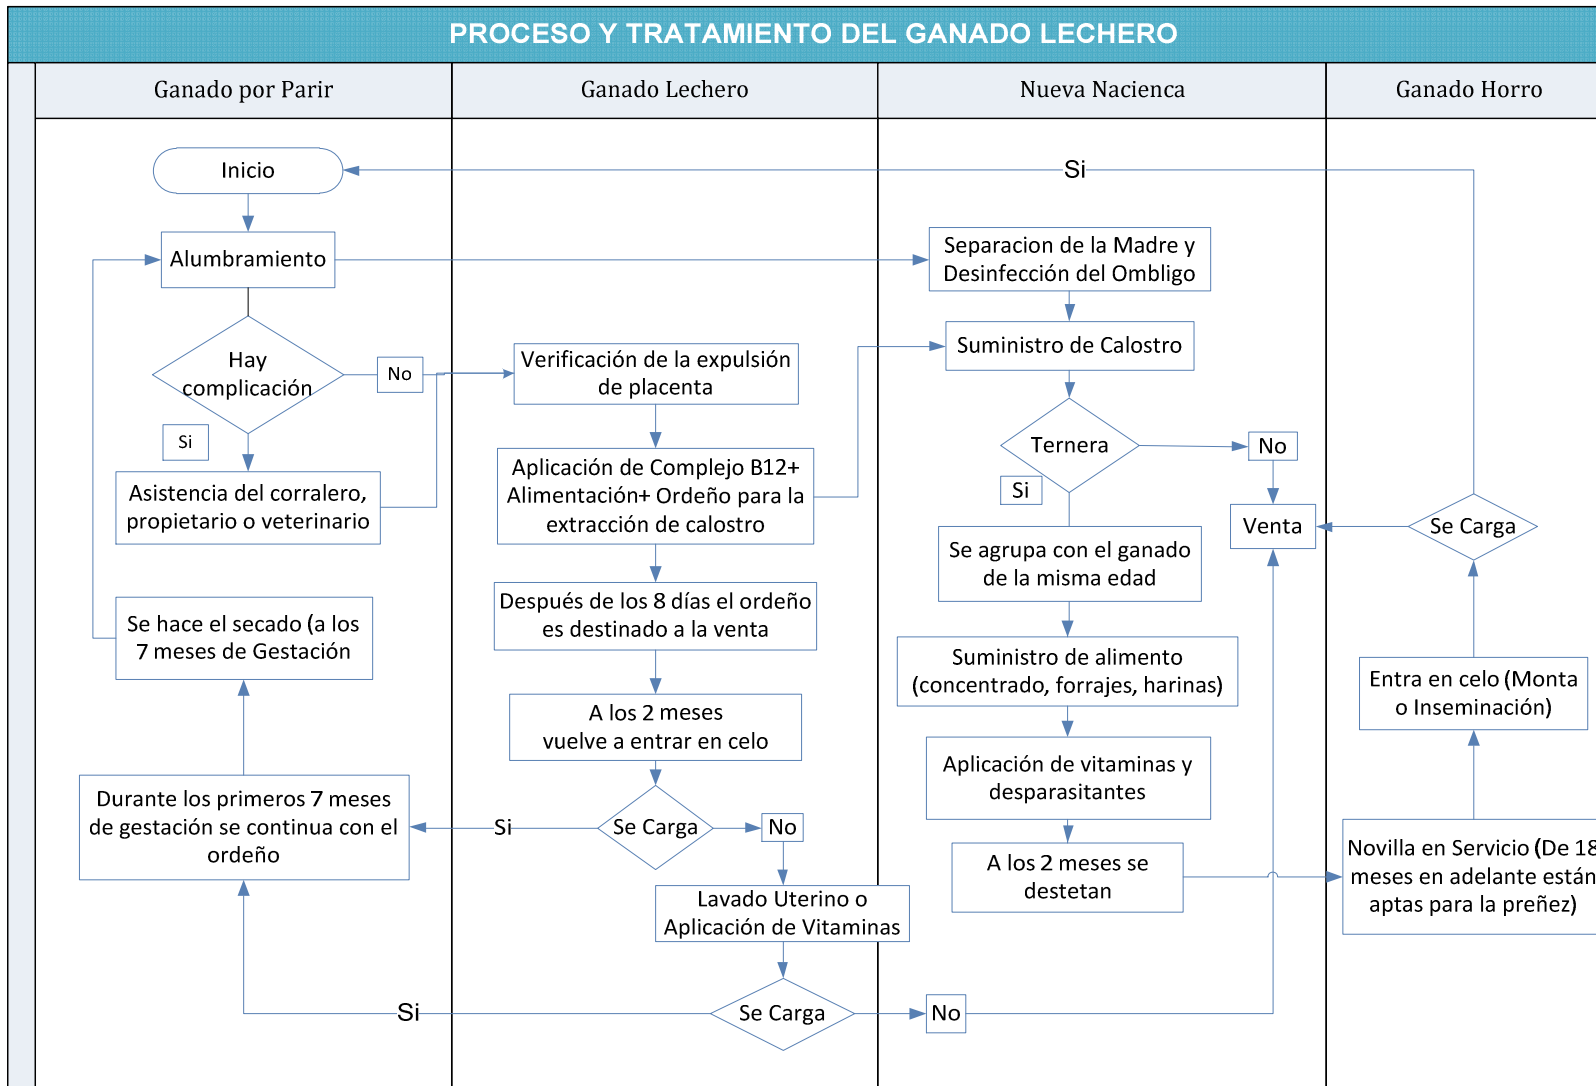 PROCESO Y TRATAMIENTO DEL GANADO LECHERO
Ganado por Parir
Ganado Lechero
Nueva Nacienca
Ganado Horro
Inicio
Si
Alumbramiento
Separacion de la Madre y
Desinfección del Ombligo
Hay
complicación
No
Si
Verificación de la expulsión
de placenta
Suministro de Calostro
Asistencia del corralero,
propietario o veterinario
Aplicación de Complejo B12+
Alimentación+ Ordeño para la
extracción de calostro
Ternera
No
Si
Venta
Se Carga
Se agrupa con el ganado
de la misma edad
Se hace el secado (a los
7 meses de Gestación
Después de los 8 días el ordeño
es destinado a la venta
Suministro de alimento
(concentrado, forrajes, harinas)
Entra en celo (Monta
o Inseminación)
A los 2 meses
vuelve a entrar en celo
Aplicación de vitaminas y
desparasitantes
Durante los primeros 7 meses
de gestación se continua con el
ordeño
Si
Se Carga
No
A los 2 meses se
destetan
Novilla en Servicio (De 18
meses en adelante están
aptas para la preñez)
Lavado Uterino o
Aplicación de Vitaminas
Si
Se Carga
No